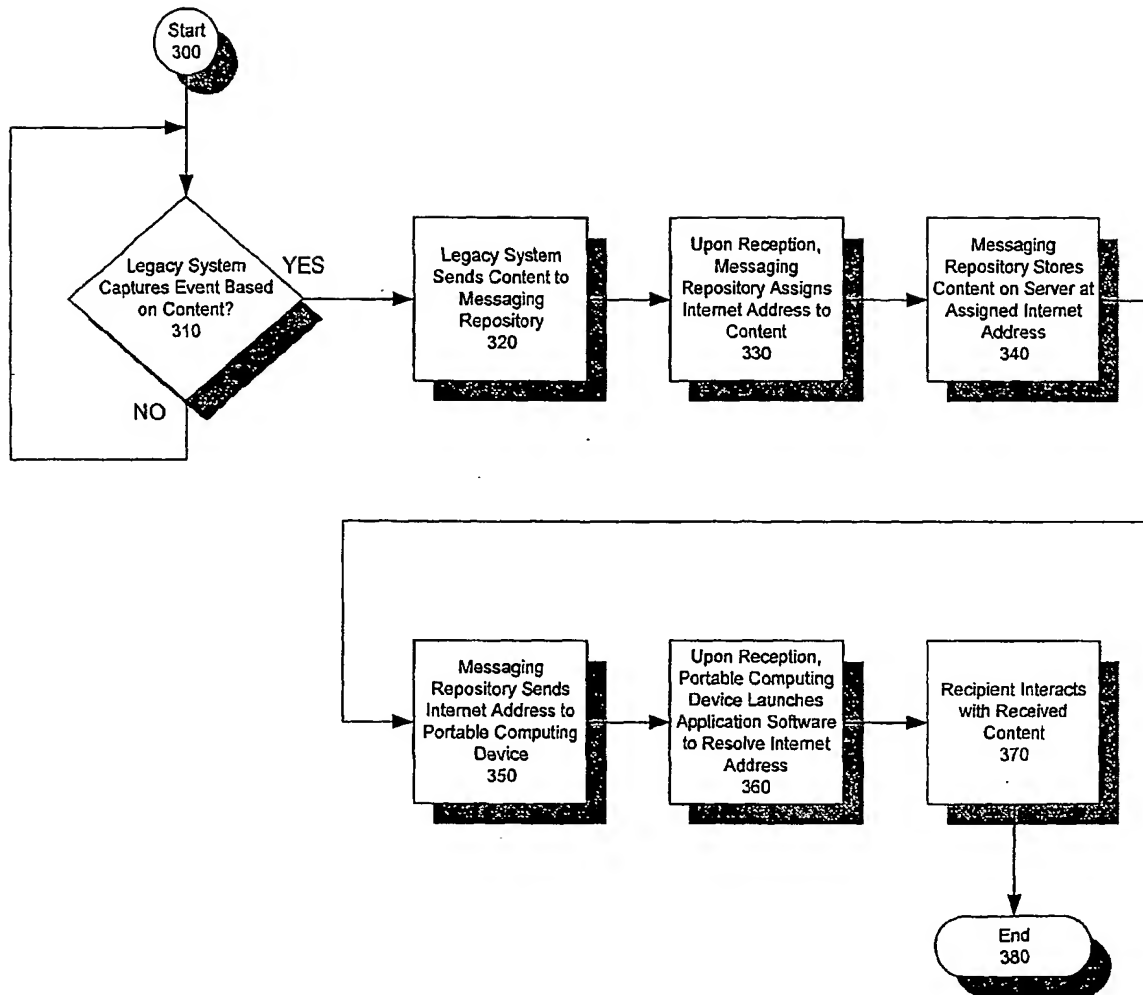 Start
300
Legacy System
Captures Event Based
on Content?
310
YES
NO
Legacy System
Sends Content to
Messaging
Repository
320
Upon Reception,
Messaging
Repository Assigns
Internet Address to
Content
330
Messaging
Repository Stores
Content on Server at
Assigned Internet
Address
340
Messaging
Repository Sends
Internet Address to
Portable Computing
Device
350
Upon Reception,
Portable Computing
Device Launches
Application Software
to Resolve Internet
Address
360
Recipient Interacts
with Received
Content
370
End
380